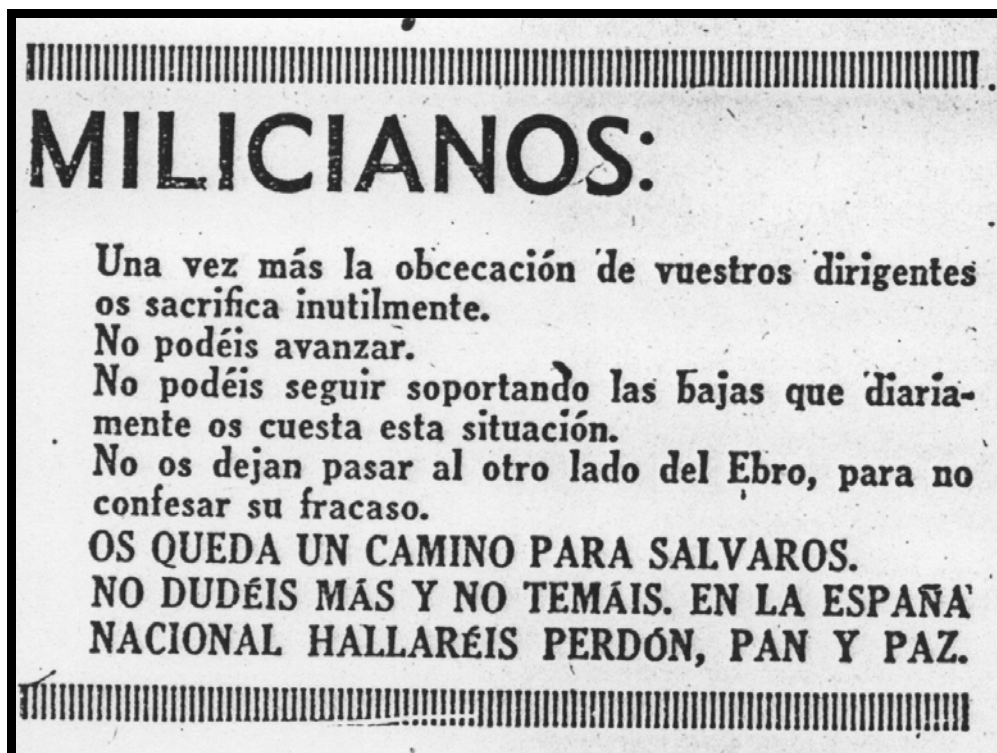 MILICIANOS:
Una vez más la obcecación de vuestros dirigentes
os sacrifica inutilmente.
No podéis avanzar.
No podéis seguir soportando las bajas que diaria-
mente os cuesta esta situación.
No os dejan pasar al otro lado del Ebro, para no
confesar su fracaso.
OS QUEDA UN CAMINO PARA SALVAROS.
NO DUDÉIS MÁS Y NO TEMÁIS. EN LA ESPAÑA
NACIONAL HALLARÉIS PERDÓN, PAN Y PAZ.